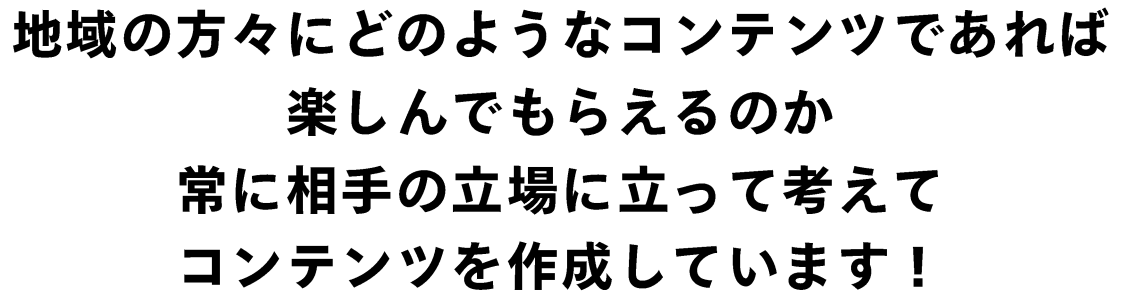 地域の方々にどのようなコンテンツであれば
楽しんでもらえるのか
常に相手の立場に立って考えて
コンテンツを作成しています！